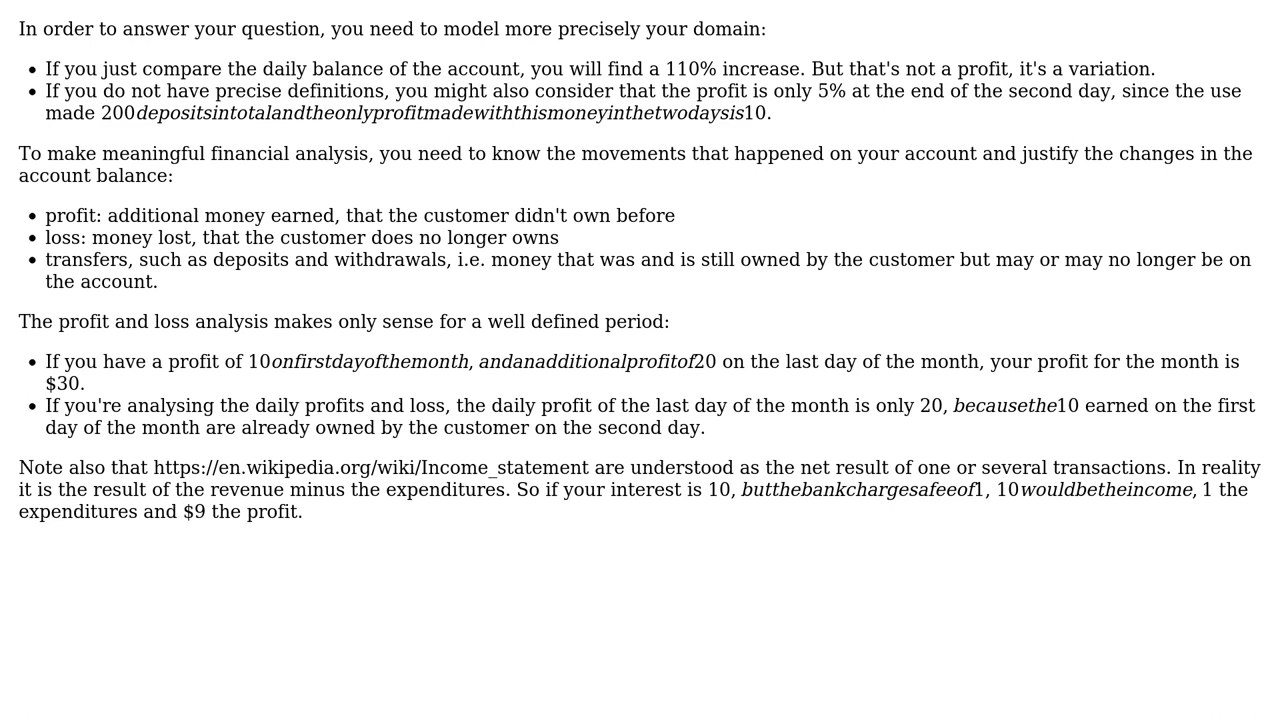 In order to answer your question, you need to model more precisely your domain:
• If you just compare the daily balance of the account, you will find a 110% increase. But that's not a profit, it's a variation.
• If you do not have precise definitions, you might also consider that the profit is only 5% at the end of the second day, since the use
made 200depositsintotalandtheonlyprofitmadewiththismoneyinthetwodaysis10.
To make meaningful financial analysis, you need to know the movements that happened on your account and justify the changes in the
account balance:
• profit: additional money earned, that the customer didn't own before
• loss: money lost, that the customer does no longer owns
• transfers, such as deposits and withdrawals, i.e. money that was and is still owned by the customer but may or may no longer be on
the account.
The profit and loss analysis makes only sense for a well defined period:
• If you have a profit of 10onfirstdayofthemonth, andanadditionalprofitof20 on the last day of the month, your profit for the month is
$30.
• If you're analysing the daily profits and loss, the daily profit of the last day of the month is only 20, becausethe10 earned on the first
day of the month are already owned by the customer on the second day.
Note also that https://en.wikipedia.org/wiki/Income_statement are understood as the net result of one or several transactions. In reality
it is the result of the revenue minus the expenditures. So if your interest is 10, butthebankchargesafeeof1, 10wouldbetheincome, 1 the
expenditures and $9 the profit.